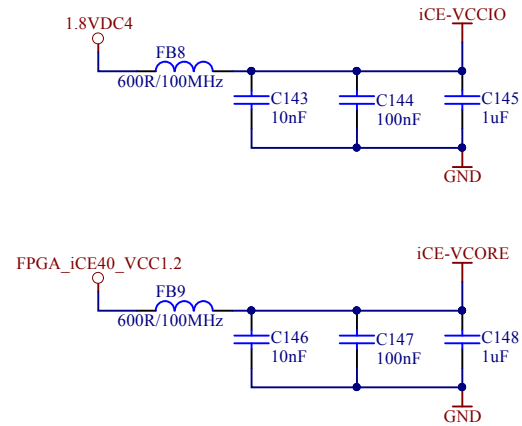 iCE-VCCIO
1.8VDC4
FB8
600R/100MHz
C143
10nF
C144
100nF
C145
1uF
GND
iCE-VCORE
FPGA_iCE40_VCC1.2
FB9
600R/100MHz
C146
10nF
C147
100nF
C148
1uF
GND